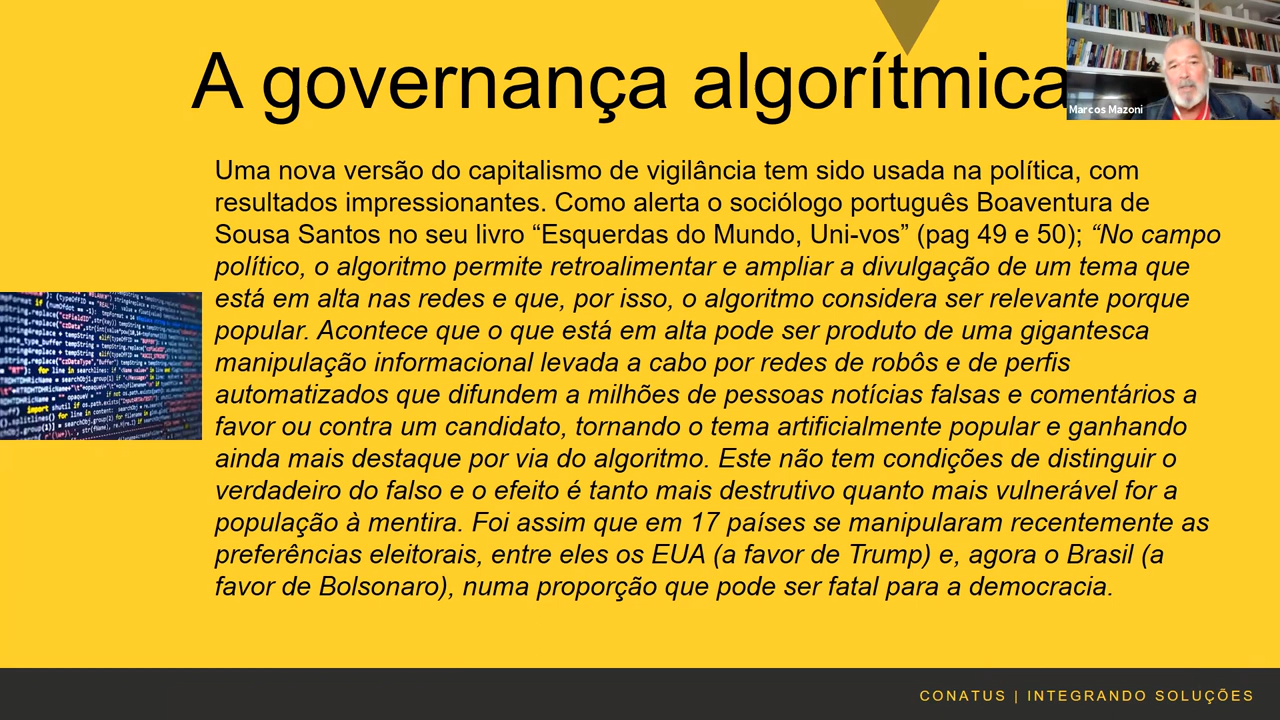 A governança algorítmica
Marcos Mazoni
Uma nova versão do capitalismo de vigilância tem sido usada na política, com
resultados impressionantes. Como alerta o sociólogo português Boaventura de
Sousa Santos no seu livro “Esquerdas do Mundo, Uni-vos” (pag 49 e 50); “No campo
político, o algoritmo permite retroalimentar e ampliar a divulgação de um tema que
está em alta nas redes e que, por isso, o algoritmo considera ser relevante porque
popular. Acontece que o que está em alta pode ser produto de uma gigantesca
manipulação informacional levada a cabo por redes de robôs e de perfis
automatizados que difundem a milhões de pessoas notícias falsas e comentários a
favor ou contra um candidato, tornando o tema artificialmente popular e ganhando
ainda mais destaque por via do algoritmo. Este não tem condições de distinguir o
verdadeiro do falso e o efeito é tanto mais destrutivo quanto mais vulnerável for a
população à mentira. Foi assim que em 17 países se manipularam recentemente as
preferências eleitorais, entre eles os EUA (a favor de Trump) e, agora o Brasil (a
favor de Bolsonaro), numa proporção que pode ser fatal para a democracia.
CONATUS | INTEGRANDO SOLUÇÕES